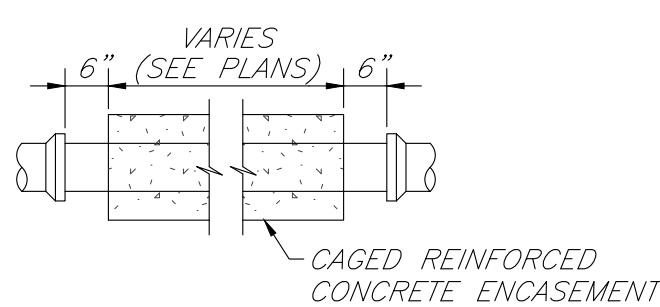 VARIES
6" (SEE PLANS) 6"
CAGED REINFORCED
CONCRETE ENCASEMENT